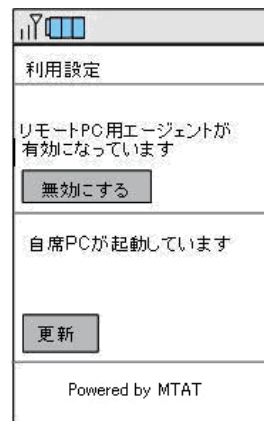 利用設定
リモートPC用エージェントが
有効になっています
無効にする
自席PCが起動しています
更新
Powered by MTAT